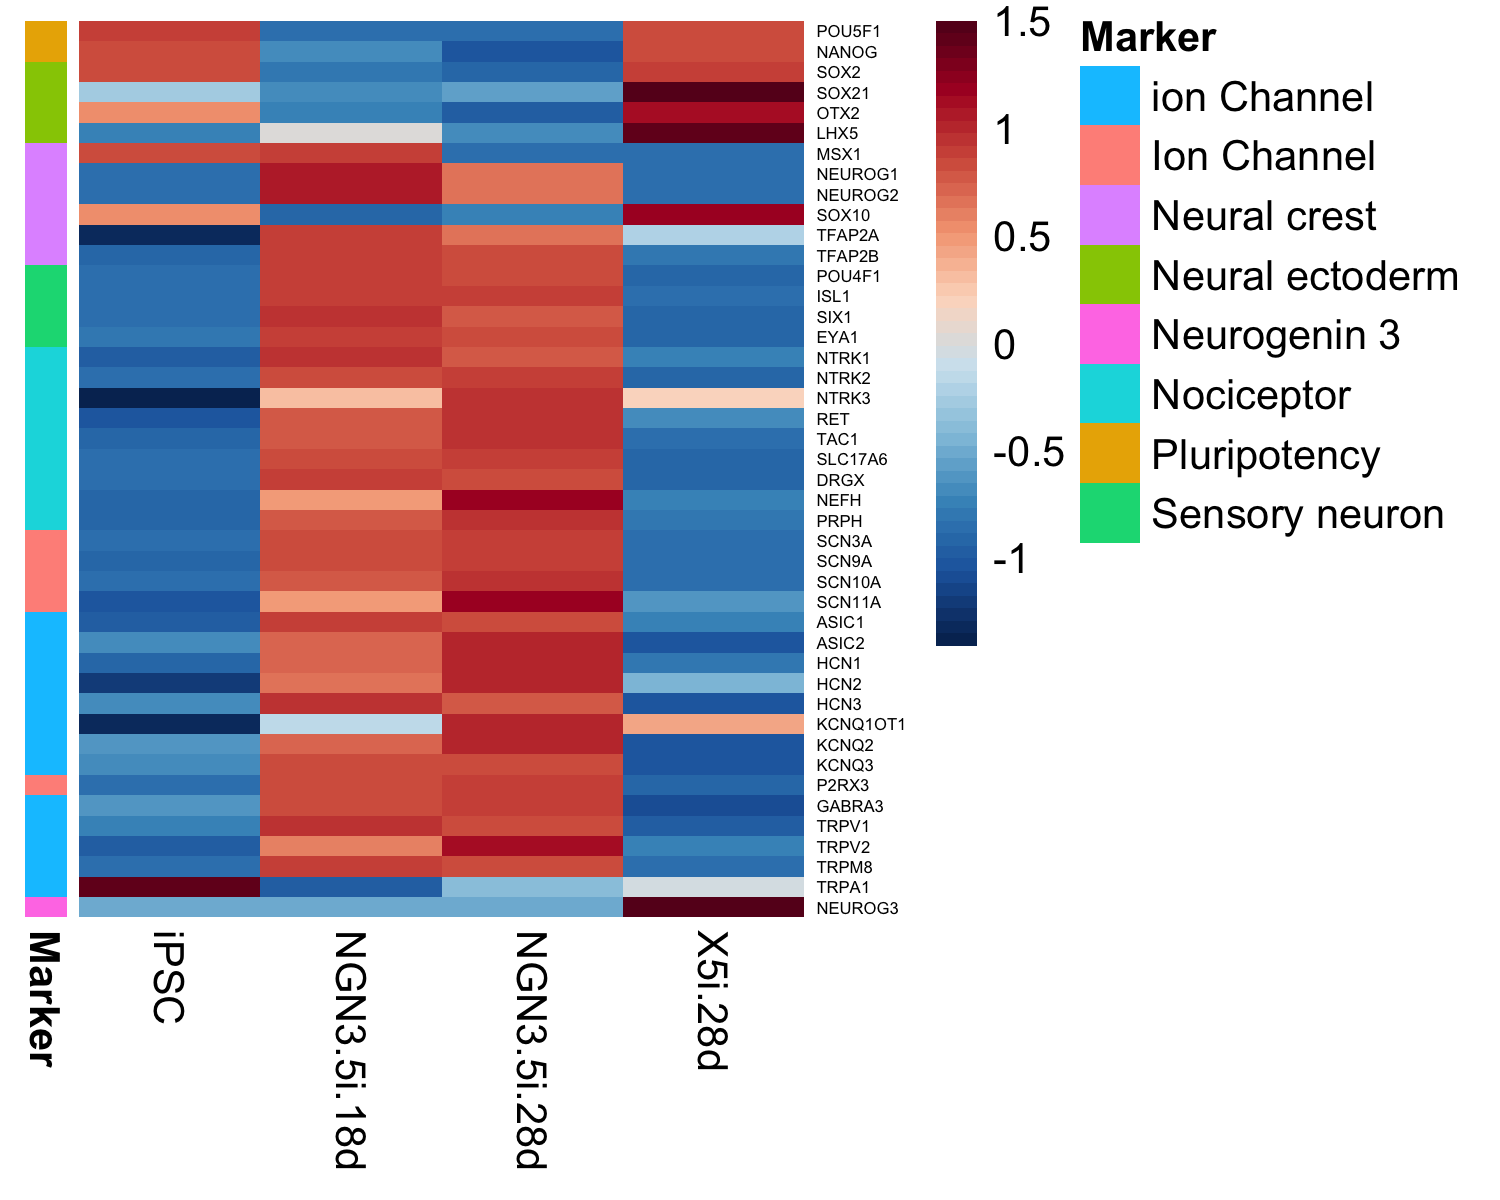 POU5F1
NANOG
SOX2
SOX21
OTX2
LHX5
MSX1
NEUROG1
NEUROG2
SOX10
TFAP2A
TFAP2B
POU4F1
ISL1
SIX1
EYA1
NTRK1
NTRK2
NTRK3
RET
TAC1
SLC17A6
DRGX
NEFH
PRPH
SCN3A
SCN9A
SCN10A
SCN11A
ASIC1
ASIC2
HCN1
HCN2
HCN3
KCNQ1OT1
KCNQ2
KCNQ3
P2RX3
GABRA3
TRPV1
TRPV2
TRPM8
TRPA1
NEUROG3
Marker
iPSC
NGN3.5i.18d
NGN3.5i.28d
X5i.28d
1.5
1
0.5
0
-0.5
-1
Marker
ion Channel
Ion Channel
Neural crest
Neural ectoderm
Neurogenin 3
Nociceptor
Pluripotency
Sensory neuron